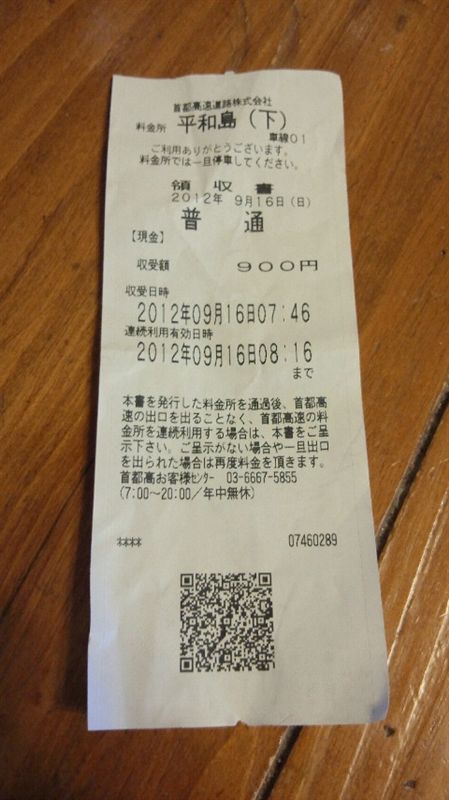 首都高速道路株式会社
料金所 平和島（下）
車線01
ご利用ありがとうございます。
料金所では一旦停車してください。
領収書
2012年 9月16日（日）
普通
【現金】
収受額 900円
収受日時
2012年09月16日07:46
連続利用有効日時
2012年09月16日08:16
まで
本書を発行した料金所を通過後、首都高
速の出口を出ることなく、首都高速の料
金所を連続利用する場合は、本書をご呈
示下さい。ご呈示がない場合や一旦出口
を出られた場合は再度料金を頂きます。
首都高お客様ｾﾝﾀｰ 03-6667-5855
(7:00～20:00／年中無休)
**** 07460289